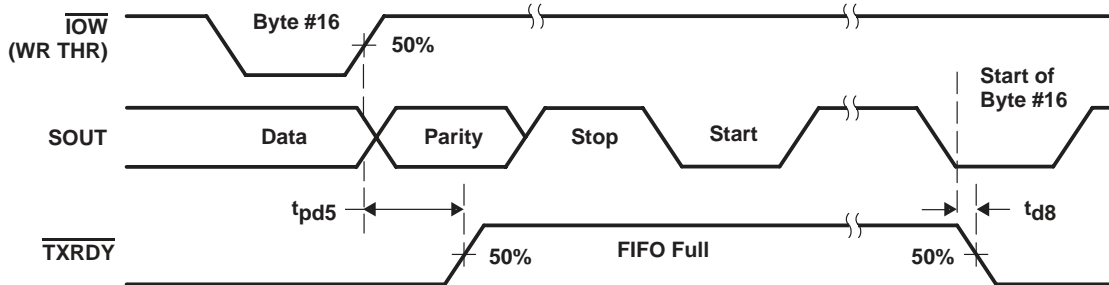 IOW
(WR THR)
Byte #16
50%
Start of
Byte #16
SOUT
Data
Parity
Stop
Start
tpd5
td8
TXRDY
50%
FIFO Full
50%